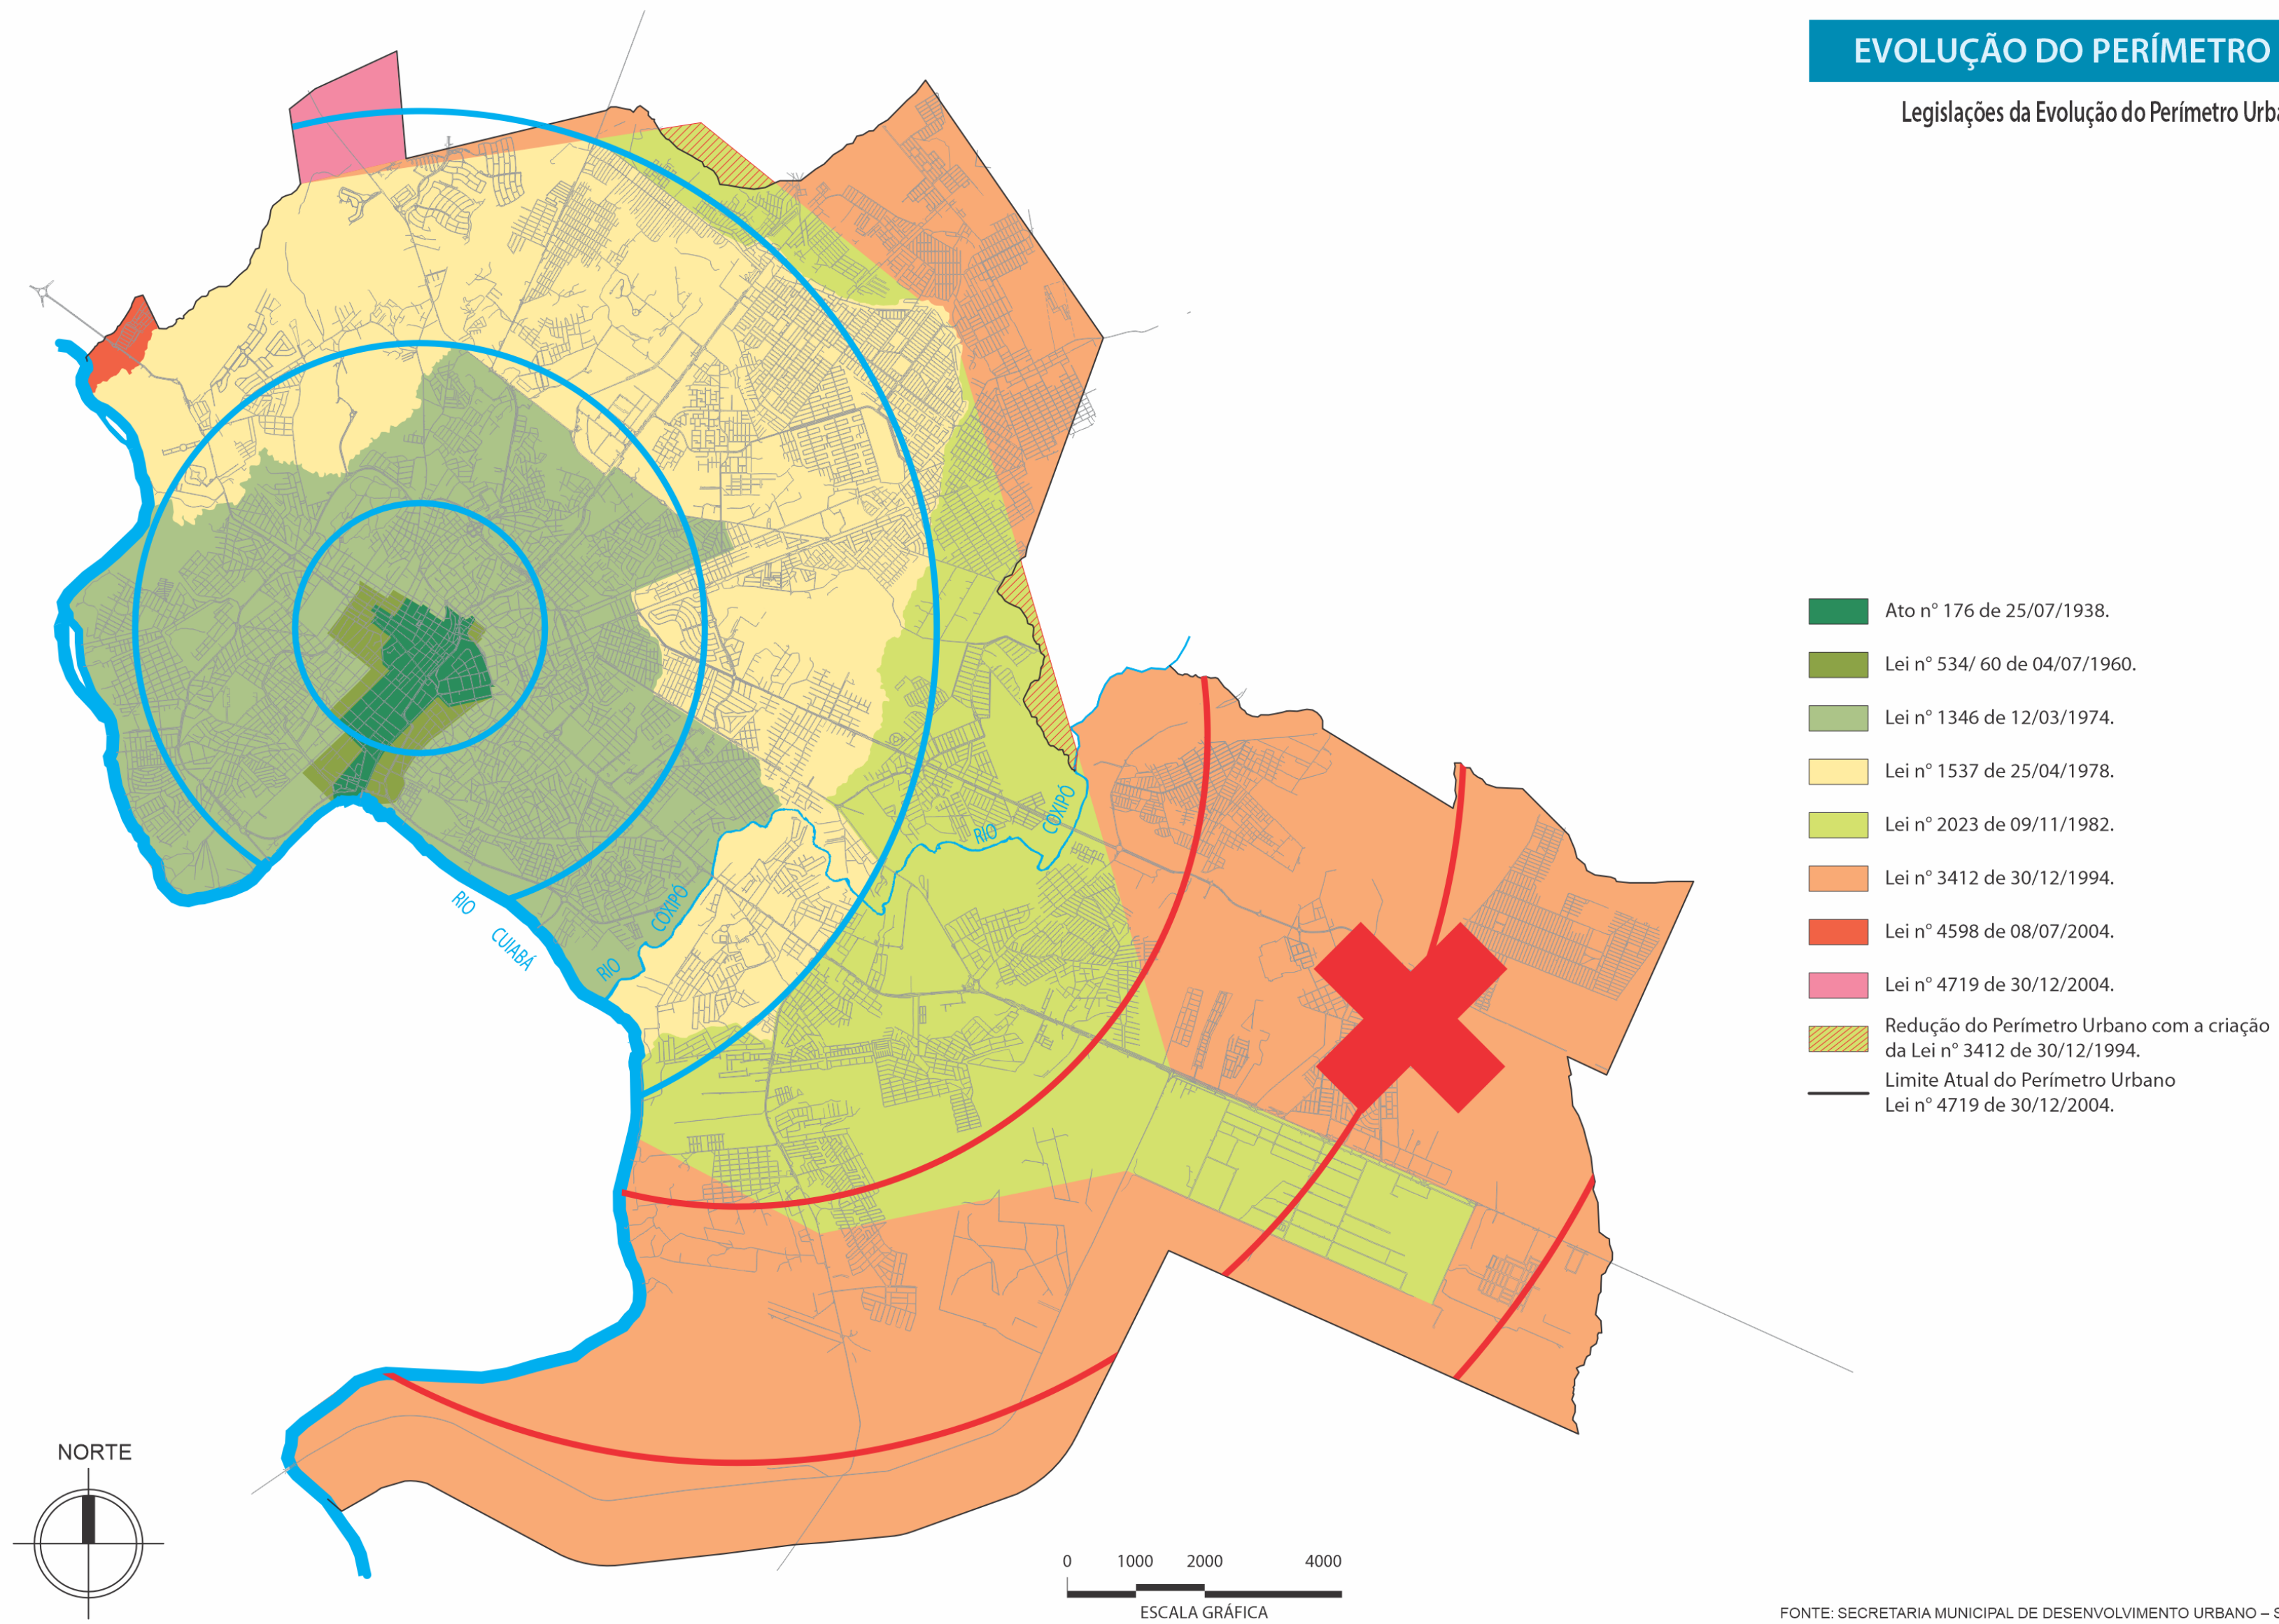 EVOLUÇÃO DO PERÍMETRO
Legislações da Evolução do Perímetro Urba
Ato n° 176 de 25/07/1938.
Lei n° 534/ 60 de 04/07/1960.
Lei n° 1346 de 12/03/1974.
Lei n° 1537 de 25/04/1978.
Lei n° 2023 de 09/11/1982.
Lei n° 3412 de 30/12/1994.
Lei n° 4598 de 08/07/2004.
Lei n° 4719 de 30/12/2004.
Redução do Perímetro Urbano com a criação
da Lei n° 3412 de 30/12/1994.
Limite Atual do Perímetro Urbano
Lei n° 4719 de 30/12/2004.
RIO
COXIPÓ
RIO
COXIPÓ
RIO
CUIABÁ
NORTE
0 1000 2000 4000
ESCALA GRÁFICA
FONTE: SECRETARIA MUNICIPAL DE DESENVOLVIMENTO URBANO – S